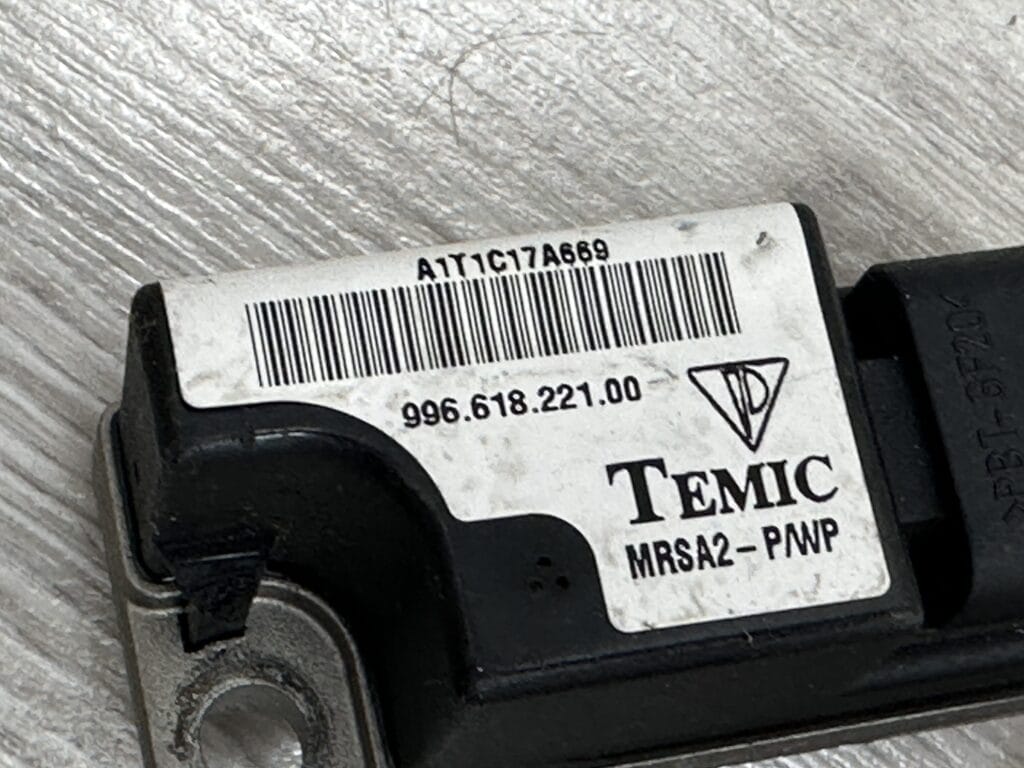 A1T1C17A669
996.618.221.00
TEMIC
MRSA2-P/WP